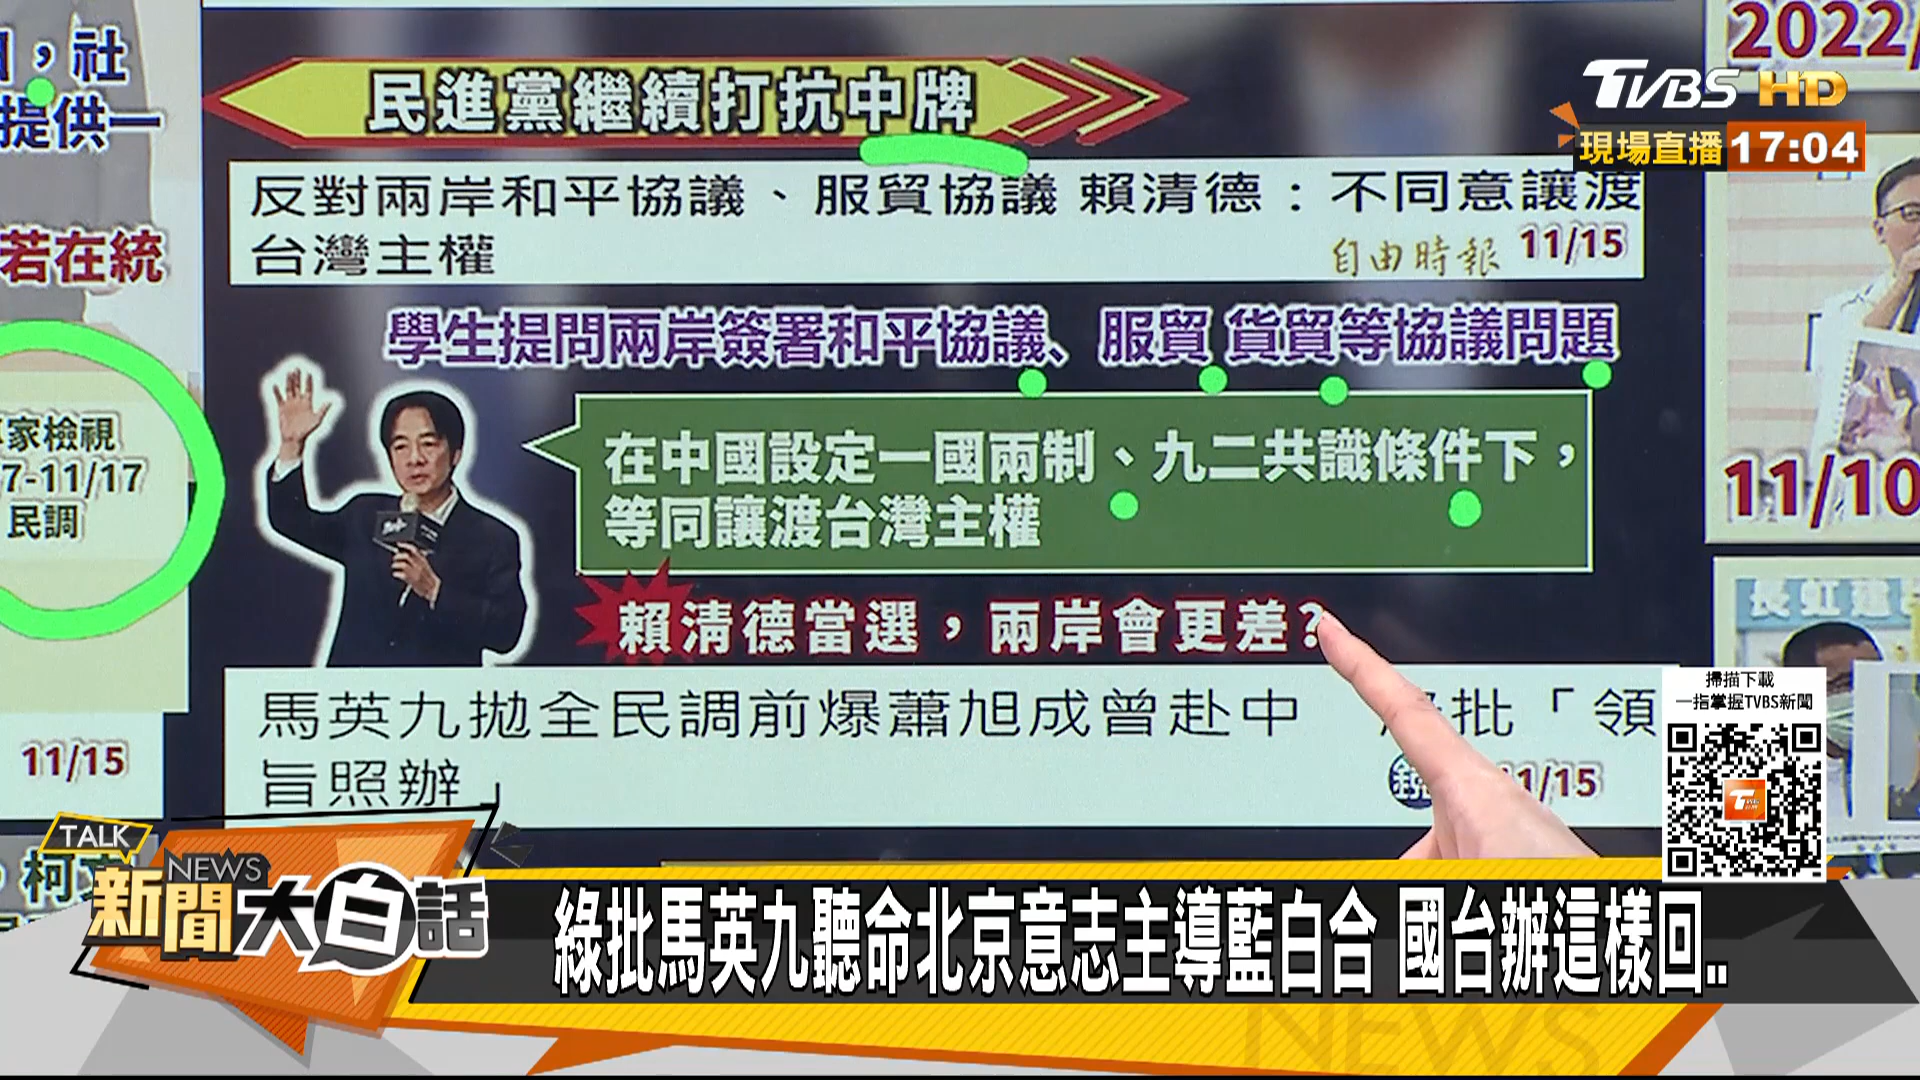 2022/
TVBS HD
現場直播 17:04
，社
提供一
若在統
家檢視
7-11/17
民調
11/15
民進黨繼續打抗中牌
反對兩岸和平協議、服貿協議 賴清德：不同意讓渡
台灣主權
自由時報 11/15
學生提問兩岸簽署和平協議、服貿 貨貿等協議問題
在中國設定一國兩制、九二共識條件下，
等同讓渡台灣主權
賴清德當選，兩岸會更差?
馬英九拋全民調前爆蕭旭成曾赴中 批「領
旨照辦」
11/15
11/10
長虹建
掃描下載
一指掌握TVBS新聞
TALK
NEWS
新聞大白話
綠批馬英九聽命北京意志主導藍白合 國台辦這樣回..
NEWS